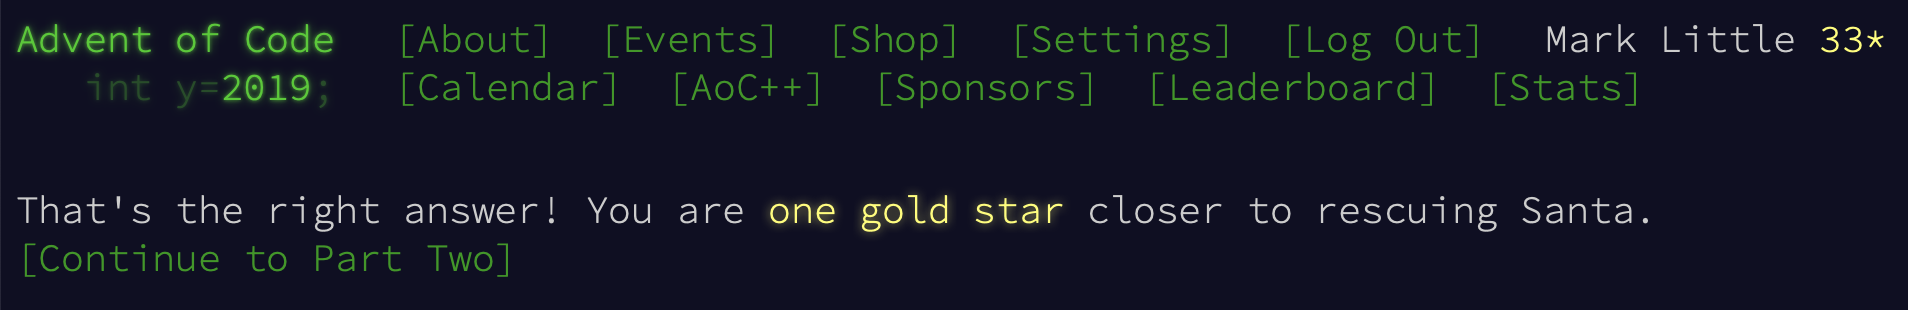 Advent of Code [About] [Events] [Shop] [Settings] [Log Out] Mark Little 33*
int y=2019; [Calendar] [AoC++] [Sponsors] [Leaderboard] [Stats]
That's the right answer! You are one gold star closer to rescuing Santa.
[Continue to Part Two]